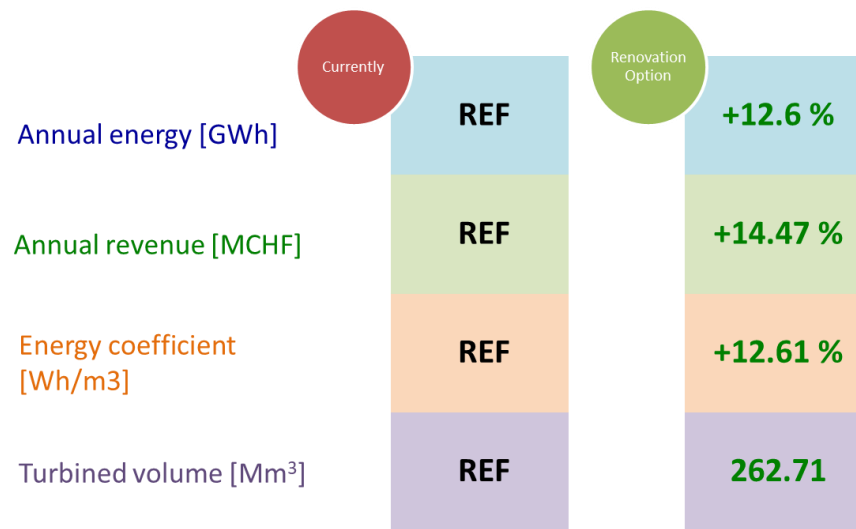 Currently
Renovation
Option
Annual energy [GWh]
REF
+12.6 %
Annual revenue [MCHF]
REF
+14.47 %
Energy coefficient
[Wh/m3]
REF
+12.61 %
Turbined volume [Mm³]
REF
262.71